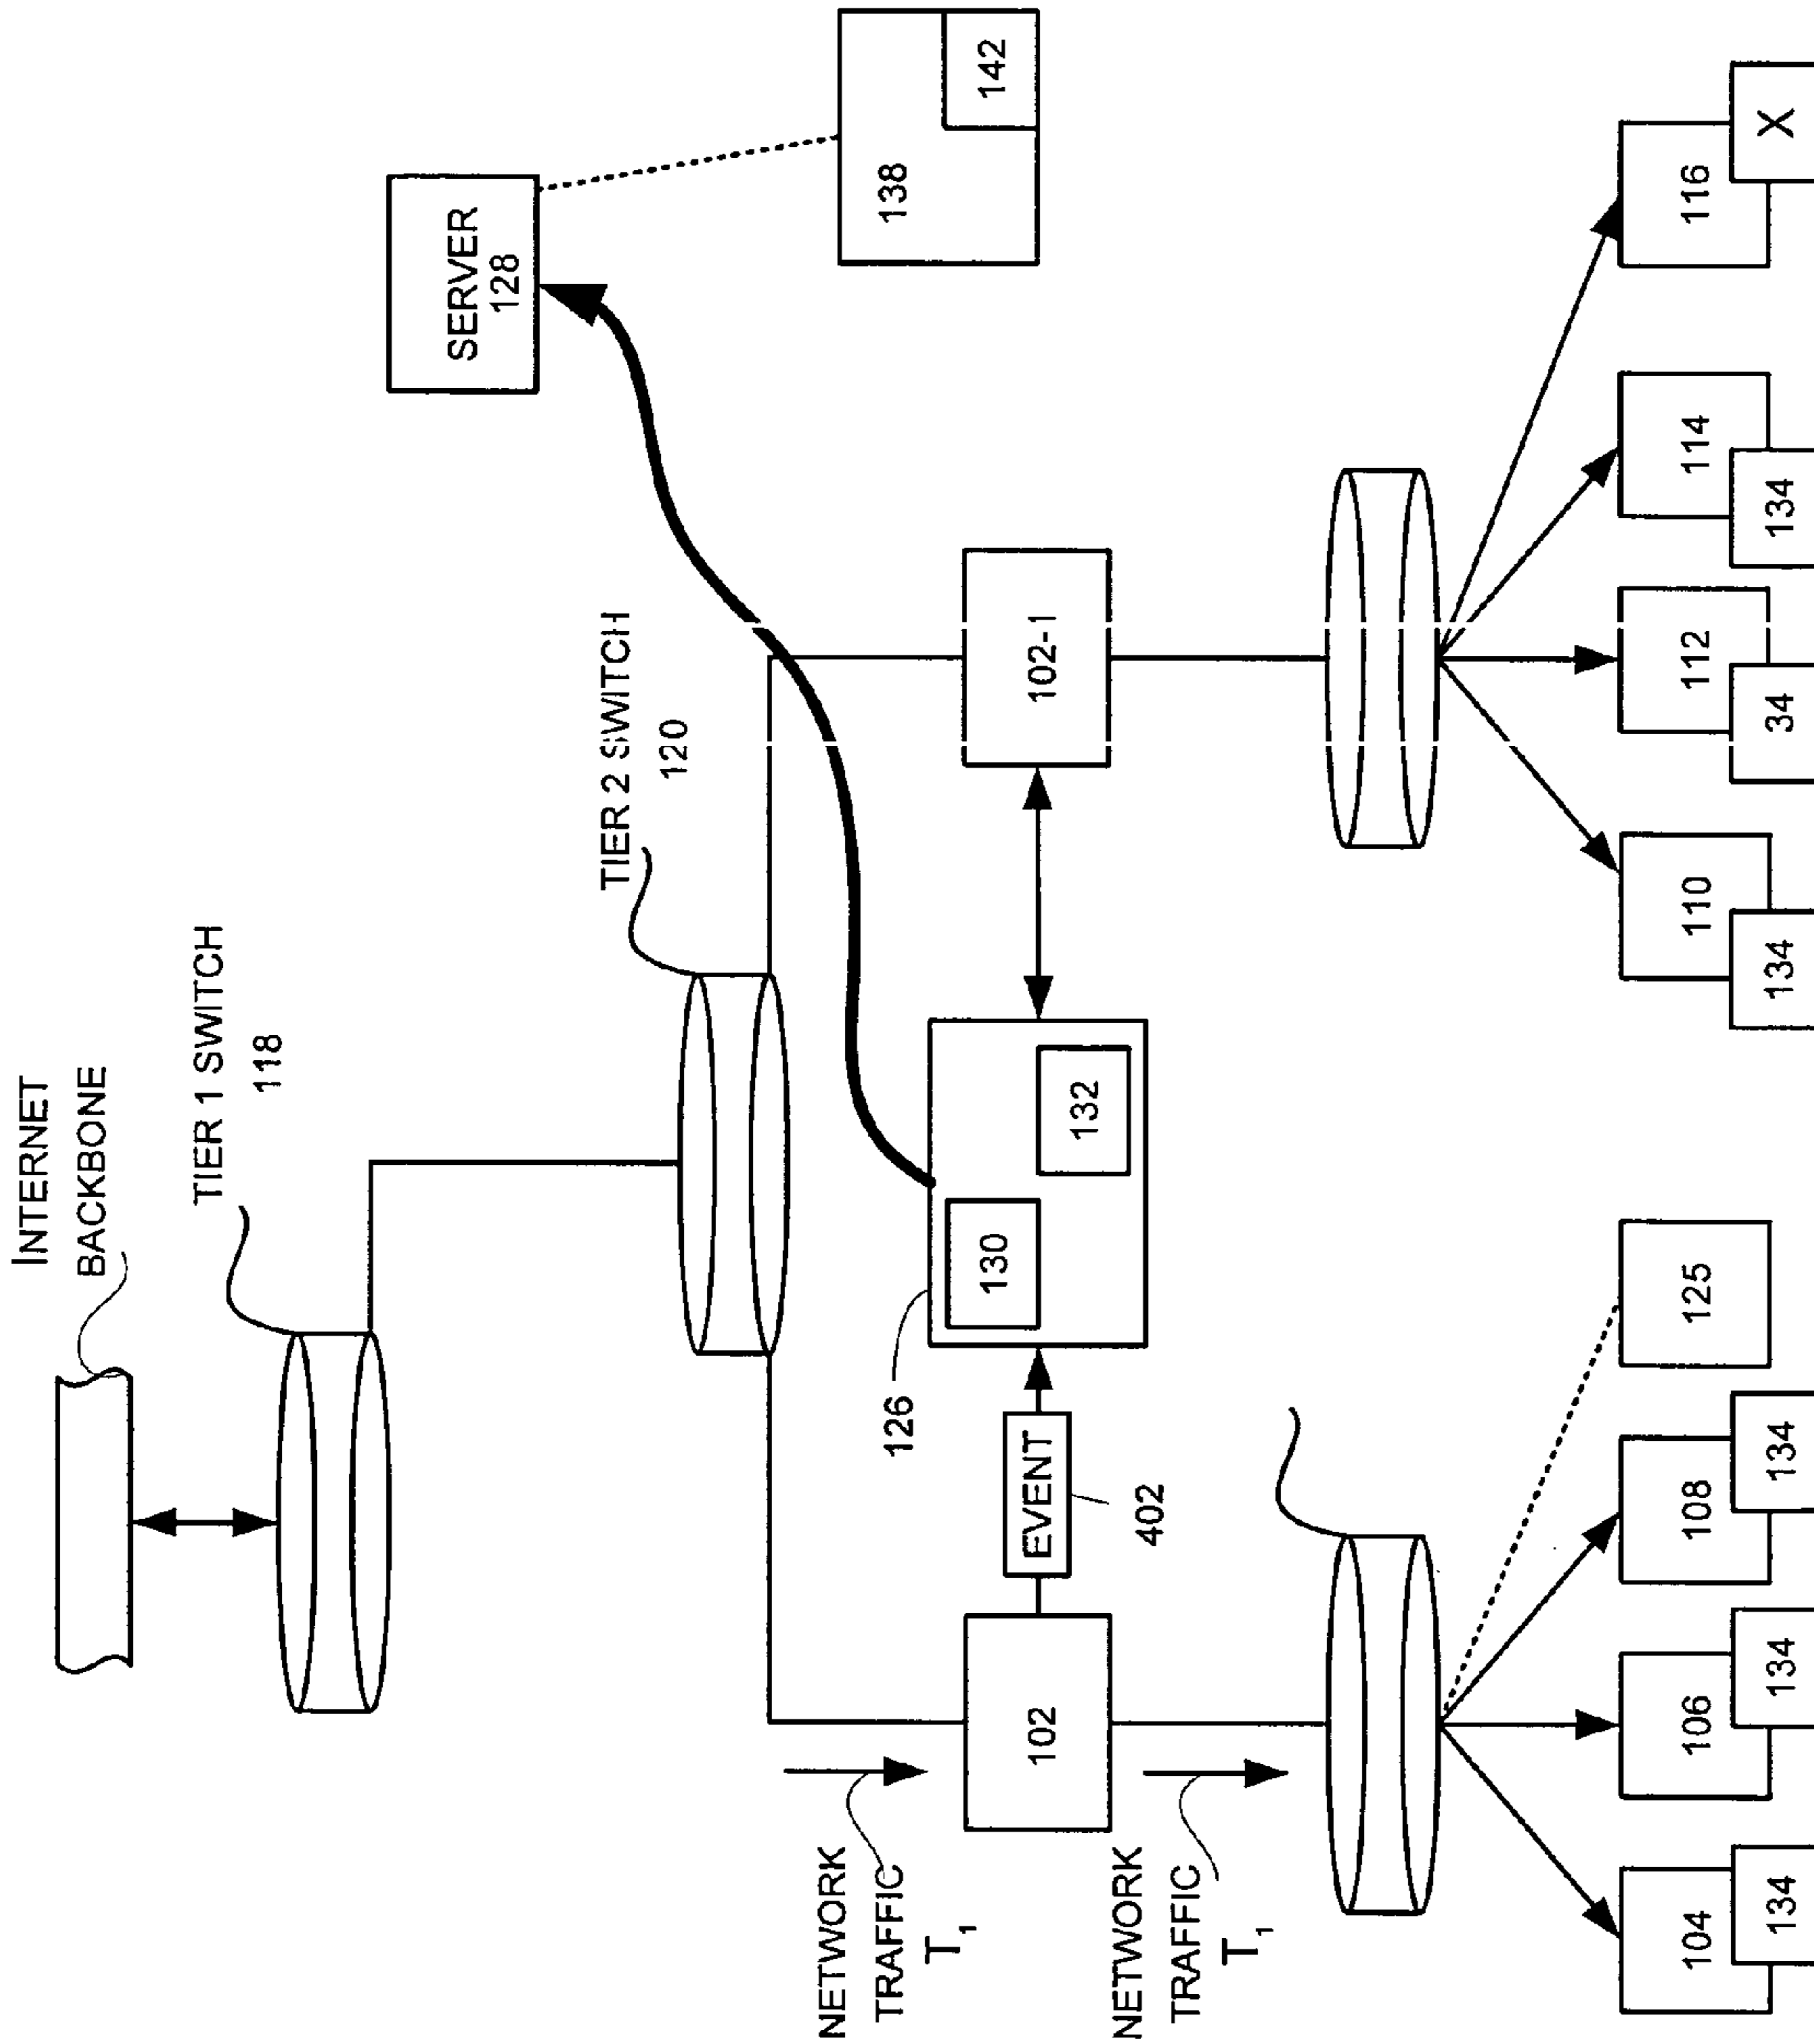 INTERNET
BACKBONE
TIER 1 SWITCH
118
SERVER
128
TIER 2 SWITCH
120
138
142
126
130
132
102
EVENT
402
102-1
NETWORK
TRAFFIC
T1
NETWORK
TRAFFIC
T1
104
134
106
134
108
134
125
110
134
112
34
114
134
116
X